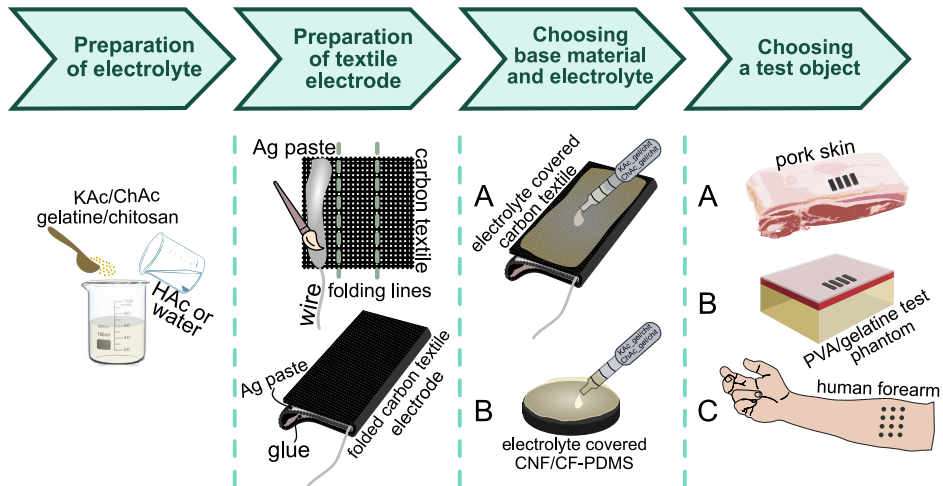 Preparation
of electrolyte
Preparation
of textile
electrode
Choosing
base material
and electrolyte
Choosing
a test object
KAc/ChAc
gelatine/chitosan
HAc or
water
Ag paste
carbon textile
wire
folding lines
Ag paste
glue
folded carbon textile
electrode
A
electrolyte covered
carbon textile
KAc_gel/chit
ChAc_gel/chit
B
KAc_gel/chit
ChAc_gel/chit
electrolyte covered
CNF/CF-PDMS
A
pork skin
B
PVA/gelatine test
phantom
C
human forearm